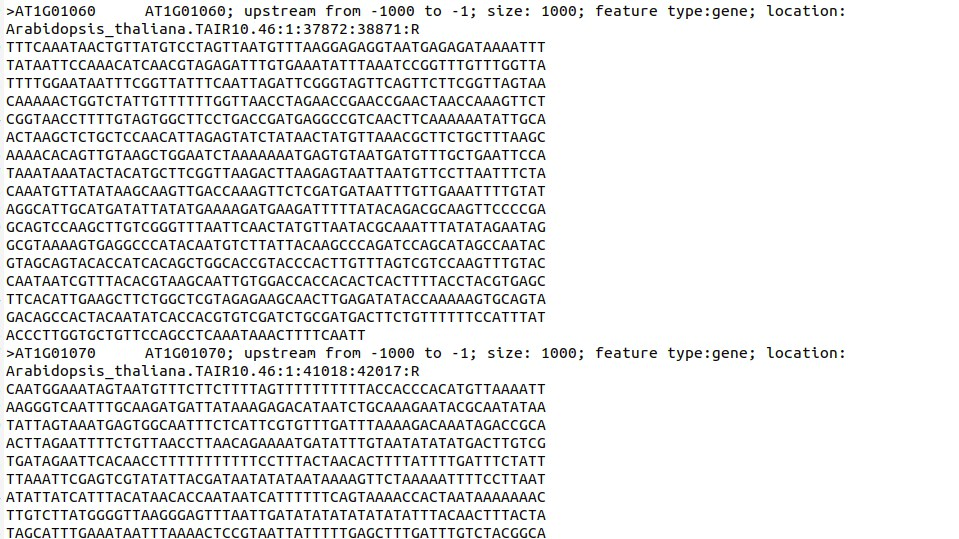 >AT1G01060      AT1G01060; upstream from -1000 to -1; size: 1000; feature type:gene; location:
Arabidopsis_thaliana.TAIR10.46:1:37872:38871:R
TTTCAAATAACTGTTATGTCCTAGTTAATGTTTAAGGAGAGGTAATGAGAGATAAAATTT
TATAATTCCAAACATCAACGTAGAGATTTGTGAAATATTTAAATCCGGTTTGTTTGGTTA
TTTTGGAATAATTTCGGTTATTTCAATTAGATTCGGGTAGTTCAGTTCTTCGGTTAGTAA
CAAAAACTGGTCTATTGTTTTTTGGTTAACCTAGAACCGAACCGAACTAACCAAAGTTCT
CGGTAACCTTTTGTAGTGGCTTCCTGACCGATGAGGCCGTCAACTTCAAAAAATATTGCA
ACTAAGCTCTGCTCCAACATTAGAGTATCTATAACTATGTTAAACGCTTCTGCTTTAAGC
AAAACACAGTTGTAAGCTGGAATCTAAAAAAATGAGTGTAATGATGTTTGCTGAATTCCA
TAAATAAATACTACATGCTTCGGTTAAGACTTAAGAGTAATTAATGTTCCTTAATTTCTA
CAAATGTTATATAAGCAAGTTGACCAAAGTTCTCGATGATAATTTGTTGAAATTTTGTAT
AGGCATTGCATGATATTATATGAAAAGATGAAGATTTTTATACAGACGCAAGTTCCCCGA
GCAGTCCAAGCTTGTCGGGTTTAATTCAACTATGTTAATACGCAAATTTATATAGAATAG
GCGTAAAAGTGAGGCCCATACAATGTCTTATTACAAGCCCAGATCCAGCATAGCCAATAC
GTAGCAGTACACCATCACAGCTGGCACCGTACCCACTTGTTTAGTCGTCCAAGTTTGTAC
CAATAATCGTTTACACGTAAGCAATTGTGGACCACCACACTCACTTTTACCTACGTGAGC
TTCACATTGAAGCTTCTGGCTCGTAGAGAAGCAACTTGAGATATACCAAAAAGTGCAGTA
GACAGCCACTACAATATCACCACGTGTCGATCTGCGATGACTTCTGTTTTTTCCATTTAT
ACCCTTGGTGCTGTTCCAGCCTCAAATAAACTTTTCAATT
>AT1G01070      AT1G01070; upstream from -1000 to -1; size: 1000; feature type:gene; location:
Arabidopsis_thaliana.TAIR10.46:1:41018:42017:R
CAATGGAAATAGTAATGTTTCTTCTTTTAGTTTTTTTTTTACCACCCACATGTTAAAATT
AAGGGTCAATTTGCAAGATGATTATAAAGAGACATAATCTGCAAAGAATACGCAATATAA
TATTAGTAAATGAGTGGCAATTTCTCATTCGTGTTTGATTTAAAAGACAAATAGACCGCA
ACTTAGAATTTTCTGTTAACCTTAACAGAAAATGATATTTGTAATATATATGACTTGTCG
TGATAGAATTCACAACCTTTTTTTTTTTCCTTTACTAACACTTTTATTTTGATTTCTATT
TTAAATTCGAGTCGTATATTACGATAATATATAATAAAAGTTCTAAAAATTTTCCTTAAT
ATATTATCATTTACATAACACCAATAATCATTTTTTCAGTAAAACCACTAATAAAAAAAC
TTGTCTTATGGGGTTAAGGGAGTTTAATTGATATATATATATATATTTACAACTTTACTA
TAGCATTTGAAATAATTTAAAACTCCGTAATTATTTTTGAGCTTTGATTTGTCTACGGCA